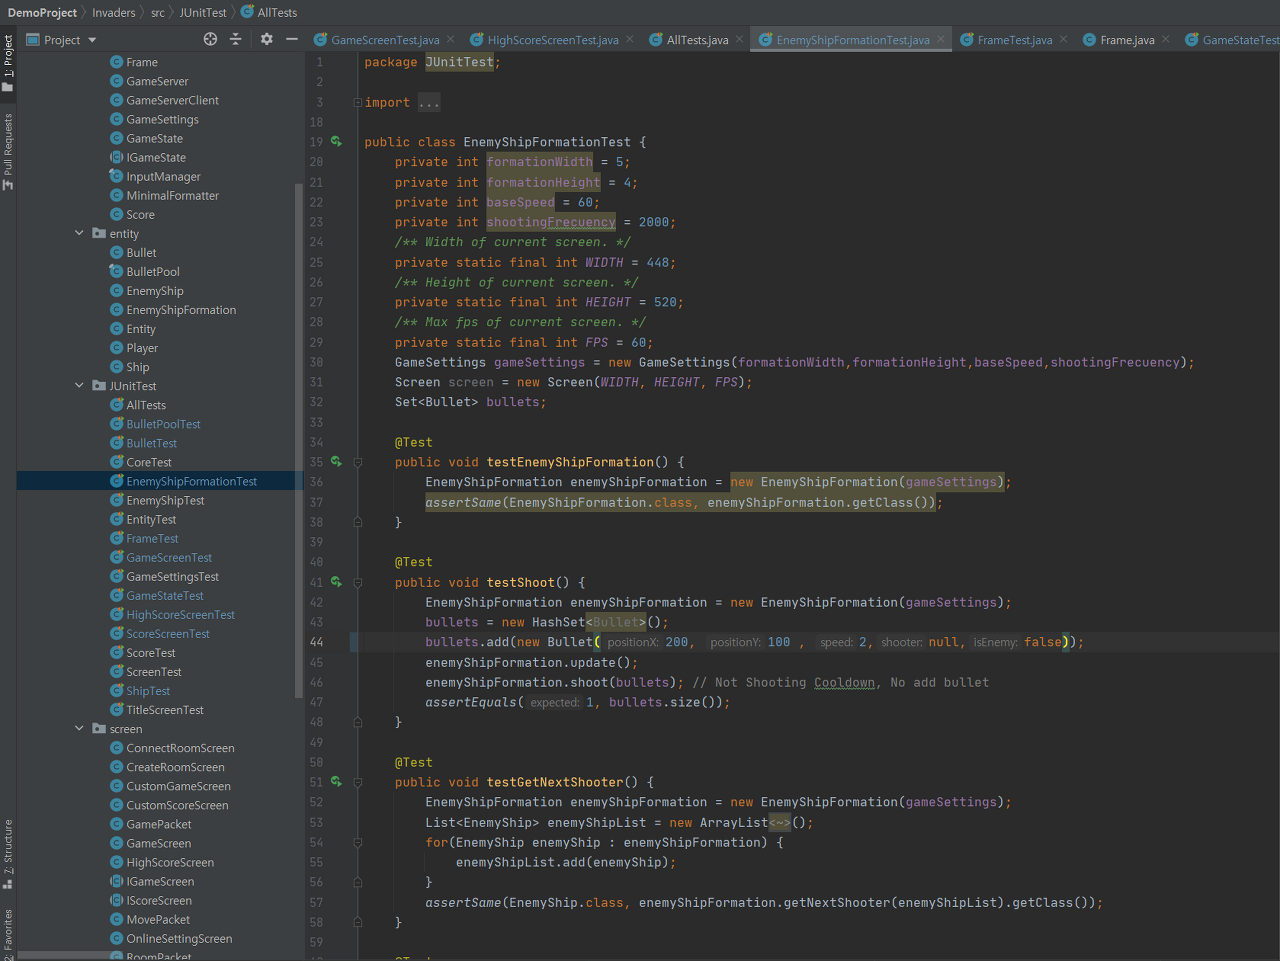 DemoProject Invaders src JUnitTest AllTests
Project
GameScreenTest.java HighScoreScreenTest.java AllTests.java EnemyShipFormationTest.java FrameTest.java Frame.java GameStateTest
1: Project
Pull Requests
7: Structure
2: Favorites
Frame
GameServer
GameServerClient
GameSettings
GameState
IGameState
InputManager
MinimalFormatter
Score
entity
Bullet
BulletPool
EnemyShip
EnemyShipFormation
Entity
Player
Ship
JUnitTest
AllTests
BulletPoolTest
BulletTest
CoreTest
EnemyShipFormationTest
EnemyShipTest
EntityTest
FrameTest
GameScreenTest
GameSettingsTest
GameStateTest
HighScoreScreenTest
ScoreScreenTest
ScoreTest
ScreenTest
ShipTest
TitleScreenTest
screen
ConnectRoomScreen
CreateRoomScreen
CustomGameScreen
CustomScoreScreen
GamePacket
GameScreen
HighScoreScreen
IGameScreen
IScoreScreen
MovePacket
OnlineSettingScreen
RoomPacket
1 package JUnitTest;
2
3 import ...
18
19 public class EnemyShipFormationTest {
20 private int formationWidth = 5;
21 private int formationHeight = 4;
22 private int baseSpeed = 60;
23 private int shootingFrecuency = 2000;
24 /** Width of current screen. */
25 private static final int WIDTH = 448;
26 /** Height of current screen. */
27 private static final int HEIGHT = 520;
28 /** Max fps of current screen. */
29 private static final int FPS = 60;
30 GameSettings gameSettings = new GameSettings(formationWidth,formationHeight,baseSpeed,shootingFrecuency);
31 Screen screen = new Screen(WIDTH, HEIGHT, FPS);
32 Set<Bullet> bullets;
33
34 @Test
35 public void testEnemyShipFormation() {
36 EnemyShipFormation enemyShipFormation = new EnemyShipFormation(gameSettings);
37 assertSame(EnemyShipFormation.class, enemyShipFormation.getClass());
38 }
39
40 @Test
41 public void testShoot() {
42 EnemyShipFormation enemyShipFormation = new EnemyShipFormation(gameSettings);
43 bullets = new HashSet<Bullet>();
44 bullets.add(new Bullet( positionX: 200, positionY: 100 , speed: 2, shooter: null, isEnemy: false));
45 enemyShipFormation.update();
46 enemyShipFormation.shoot(bullets); // Not Shooting Cooldown, No add bullet
47 assertEquals( expected: 1, bullets.size());
48 }
49
50 @Test
51 public void testGetNextShooter() {
52 EnemyShipFormation enemyShipFormation = new EnemyShipFormation(gameSettings);
53 List<EnemyShip> enemyShipList = new ArrayList<~>();
54 for(EnemyShip enemyShip : enemyShipFormation) {
55 enemyShipList.add(enemyShip);
56 }
57 assertSame(EnemyShip.class, enemyShipFormation.getNextShooter(enemyShipList).getClass());
58 }
59